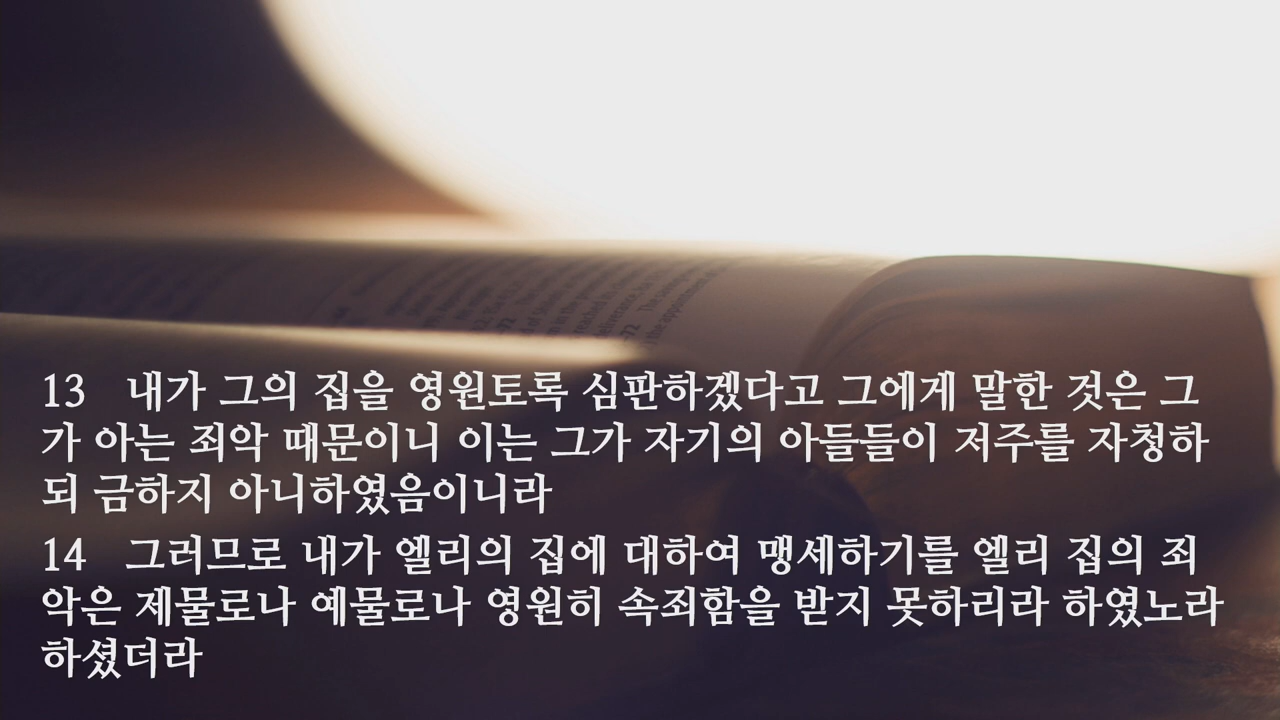 13 내가 그의 집을 영원토록 심판하겠다고 그에게 말한 것은 그
가 아는 죄악 때문이니 이는 그가 자기의 아들들이 저주를 자청하
되 금하지 아니하였음이니라
14 그러므로 내가 엘리의 집에 대하여 맹세하기를 엘리 집의 죄
악은 제물로나 예물로나 영원히 속죄함을 받지 못하리라 하였노라
하셨더라